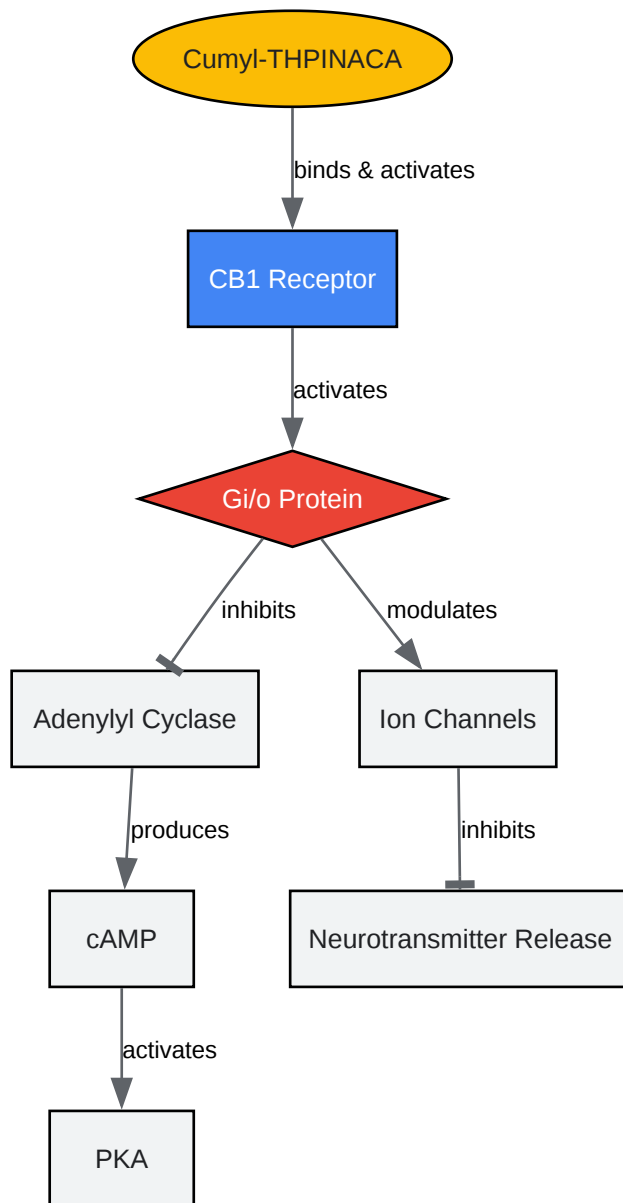 Cumyl-THPINACA
binds & activates
CB1 Receptor
activates
Gi/o Protein
inhibits
modulates
Adenylyl Cyclase
Ion Channels
produces
inhibits
cAMP
Neurotransmitter Release
activates
PKA